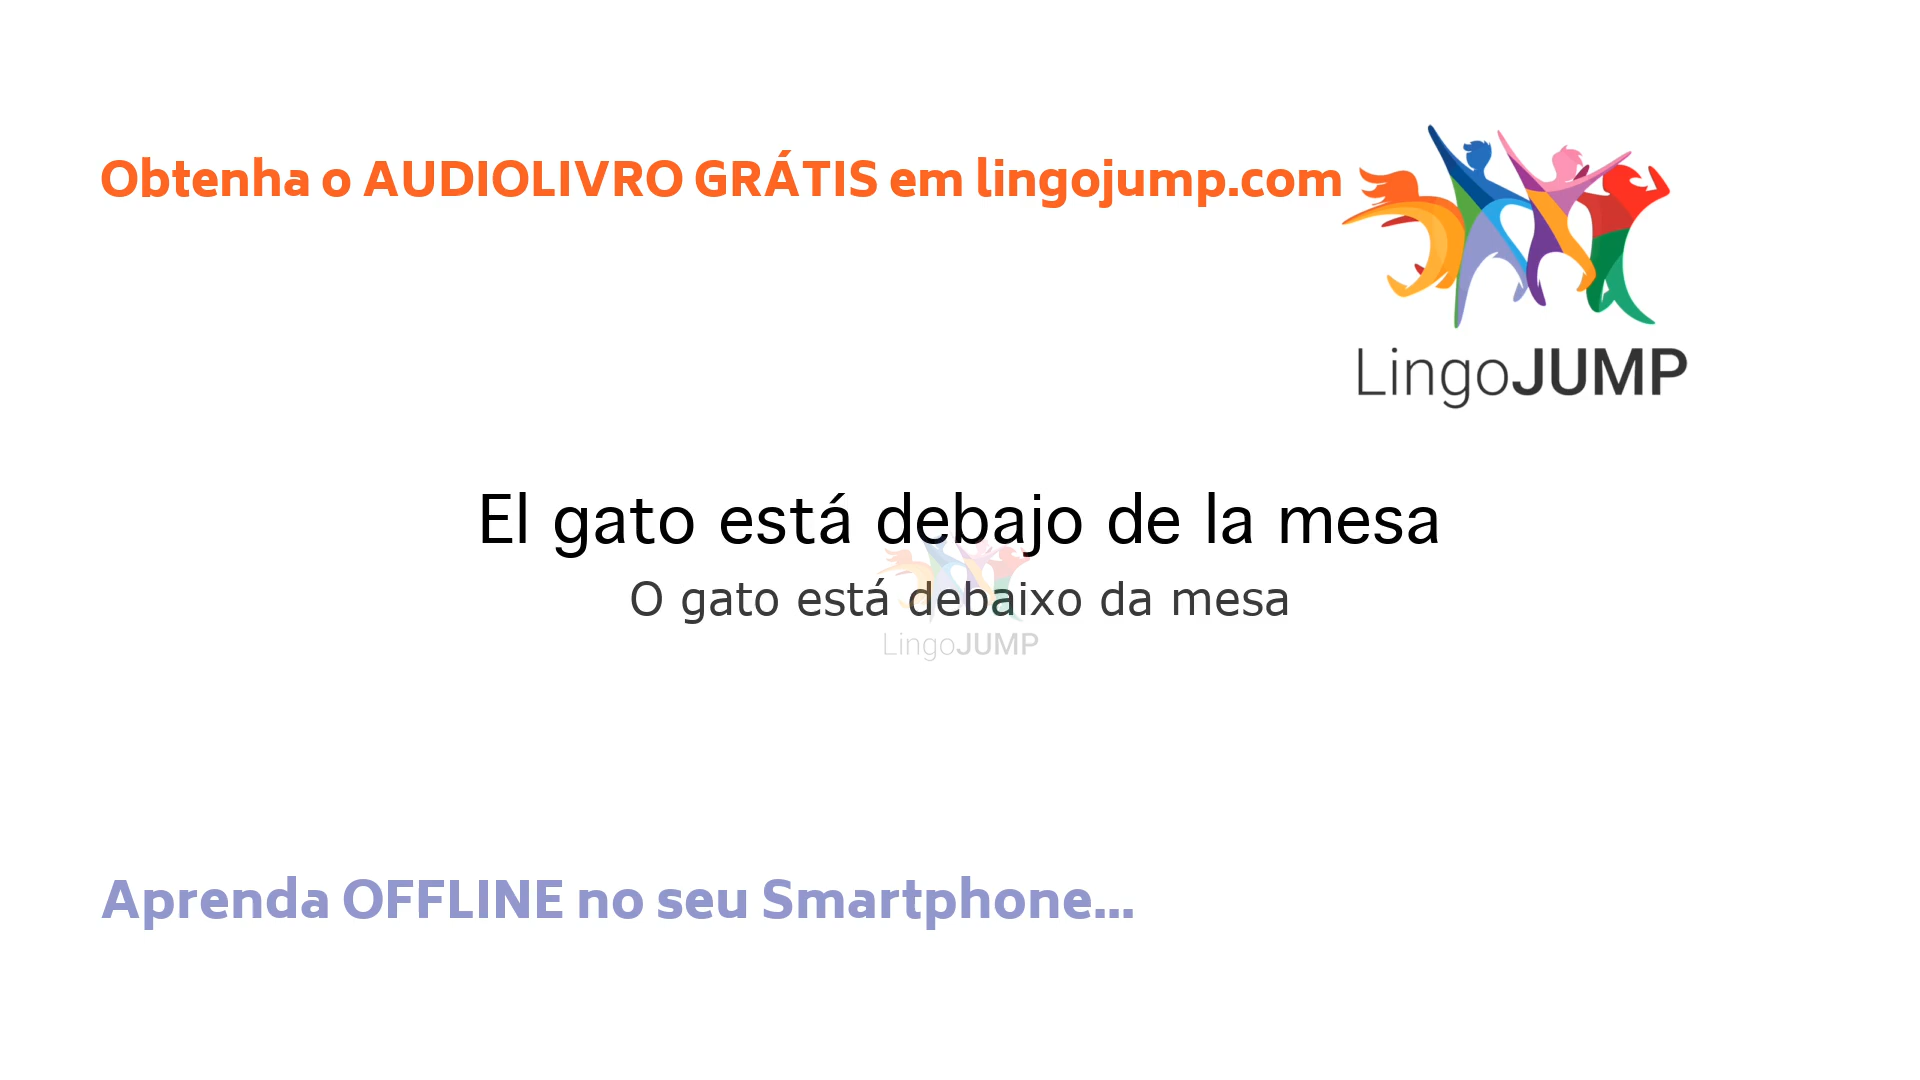 Obtenha o AUDIOLIVRO GRÁTIS em lingojump.com
LingoJUMP
El gato está debajo de la mesa
O gato está debaixo da mesa
LingoJUMP
Aprenda OFFLINE no seu Smartphone...